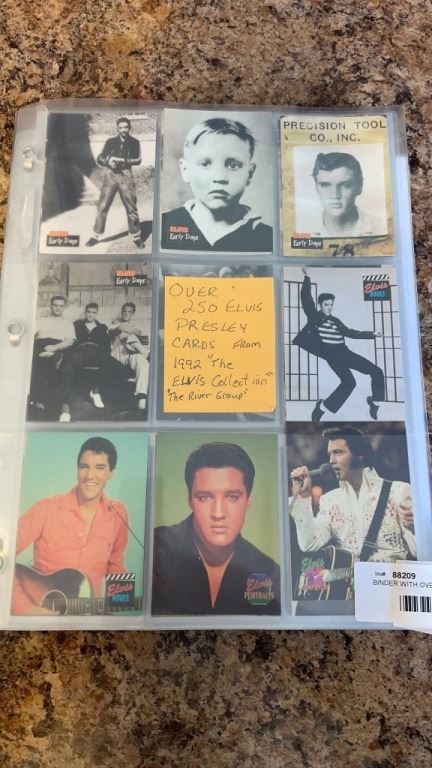 ELVIS
Early Days
ELVIS
Early Days
PRECISION TOOL
CO., INC.
ELVIS
Early Days
78
ELVIS
Early Days
OVER
250 ELVIS
PRESLEY
CARDS FROM
1992 "The
ELVIS Collection"
"The River Group"
Elvis
MOVIES
Elvis
MOVIES
Elvis
PORTRAITS
Elvis
Inv# 88209
BINDER WITH OVE